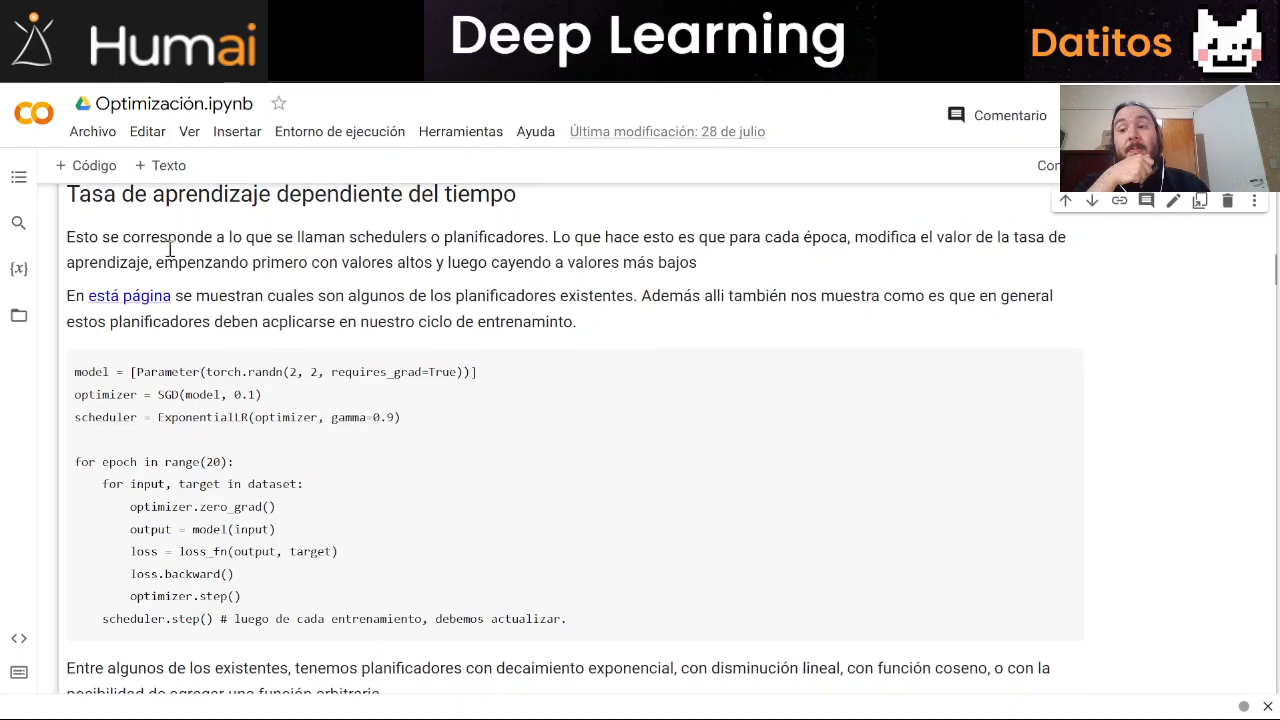 Humai
Deep Learning
Datitos
Optimización.ipynb
Archivo Editar Ver Insertar Entorno de ejecución Herramientas Ayuda Última modificación: 28 de julio
Comentario
+ Código + Texto
Con
Tasa de aprendizaje dependiente del tiempo
Esto se corresponde a lo que se llaman schedulers o planificadores. Lo que hace esto es que para cada época, modifica el valor de la tasa de
aprendizaje, empenzando primero con valores altos y luego cayendo a valores más bajos
En está página se muestran cuales son algunos de los planificadores existentes. Además alli también nos muestra como es que en general
estos planificadores deben acplicarse en nuestro ciclo de entrenaminto.
model = [Parameter(torch.randn(2, 2, requires_grad=True))]
optimizer = SGD(model, 0.1)
scheduler = ExponentialLR(optimizer, gamma=0.9)
for epoch in range(20):
for input, target in dataset:
optimizer.zero_grad()
output = model(input)
loss = loss_fn(output, target)
loss.backward()
optimizer.step()
scheduler.step() # luego de cada entrenamiento, debemos actualizar.
Entre algunos de los existentes, tenemos planificadores con decaimiento exponencial, con disminución lineal, con función coseno, o con la
posibilidad de agregar una función arbitraria